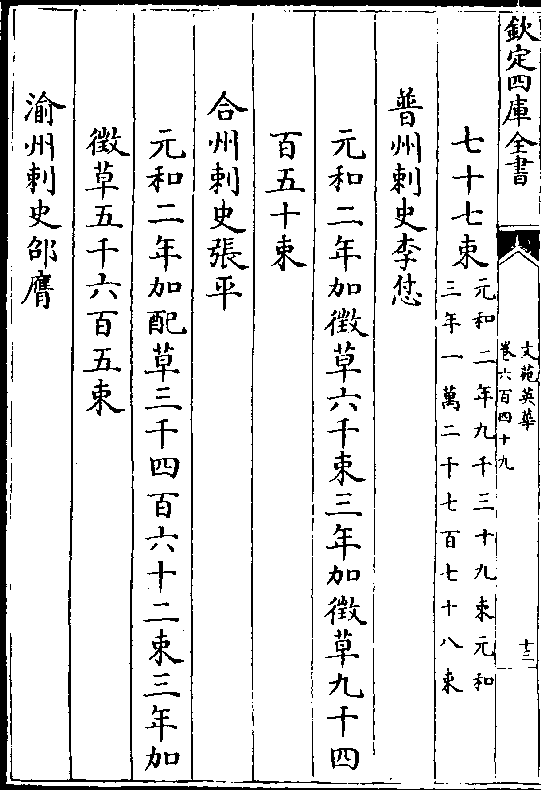 欽定四庫全書
文苑英華
卷六百四十九
十三
七十七束
元和二年九千三十九束元和
三年一萬二千七百七十八束
普州刺史李怤
元和二年加徵草六千束三年加徵草九千四
百五十束
合州刺史張平
元和二年加配草三千四百六十二束三年加
徵草五千六百五束
渝州刺史邵膺